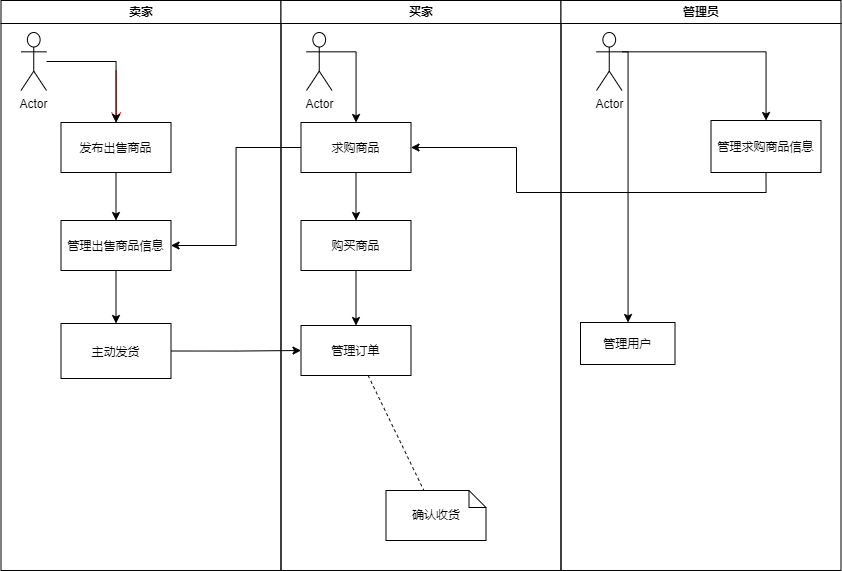 卖家
买家
管理员
Actor
Actor
Actor
发布出售商品
求购商品
管理求购商品信息
管理出售商品信息
购买商品
主动发货
管理订单
管理用户
确认收货